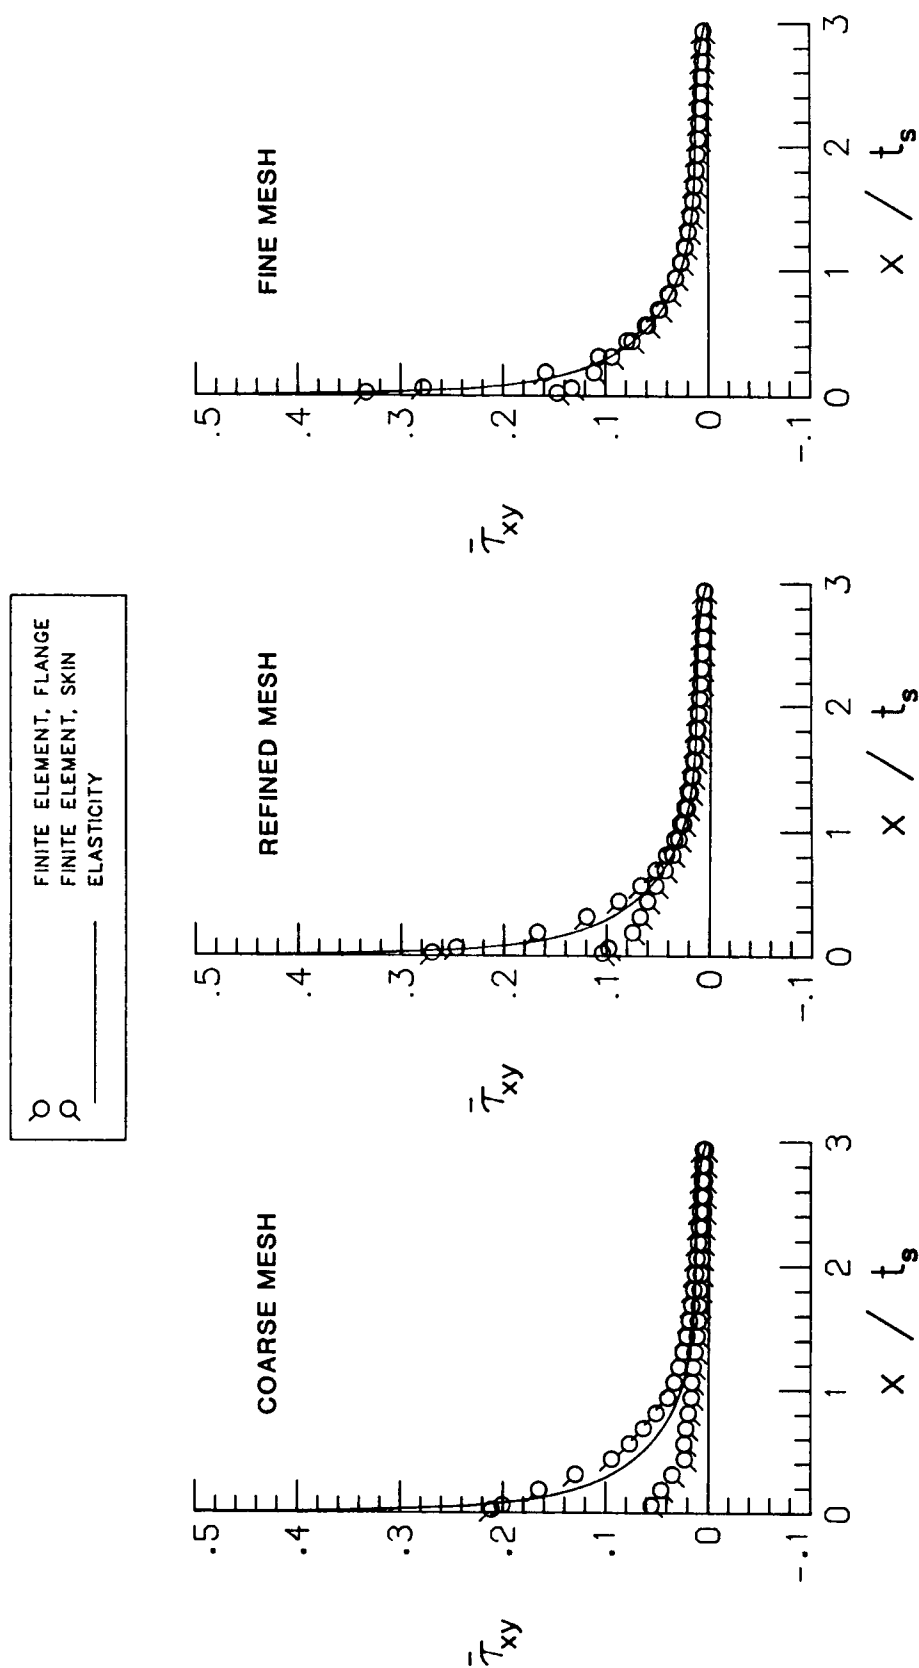 FINITE ELEMENT, FLANGE
FINITE ELEMENT, SKIN
ELASTICITY
COARSE MESH
.5
.4
.3
.2
.1
0
-.1
τ̄xy
0 1 2 3
x / ts
REFINED MESH
.5
.4
.3
.2
.1
0
-.1
τ̄xy
0 1 2 3
x / ts
FINE MESH
.5
.4
.3
.2
.1
0
-.1
τ̄xy
0 1 2 3
x / ts